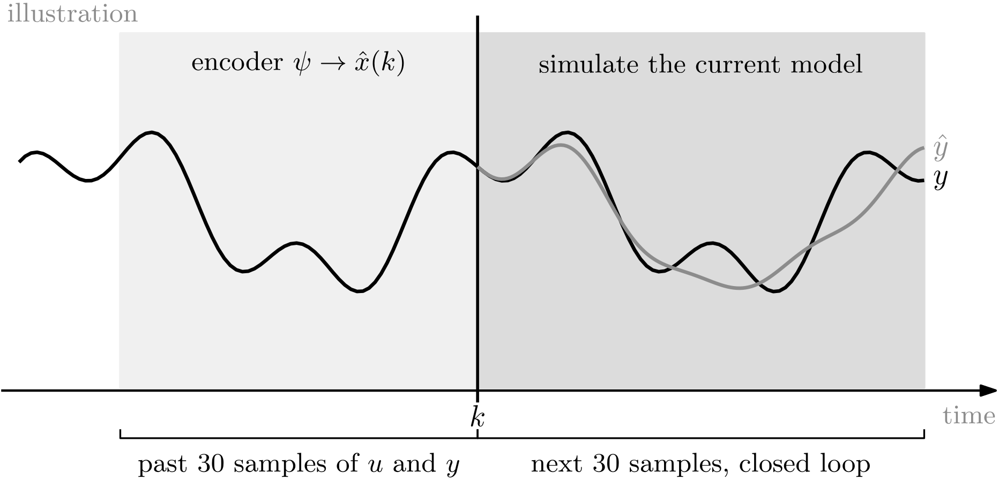 illustration
encoder ψ → x̂(k)
simulate the current model
ŷ
y
k
time
past 30 samples of u and y
next 30 samples, closed loop